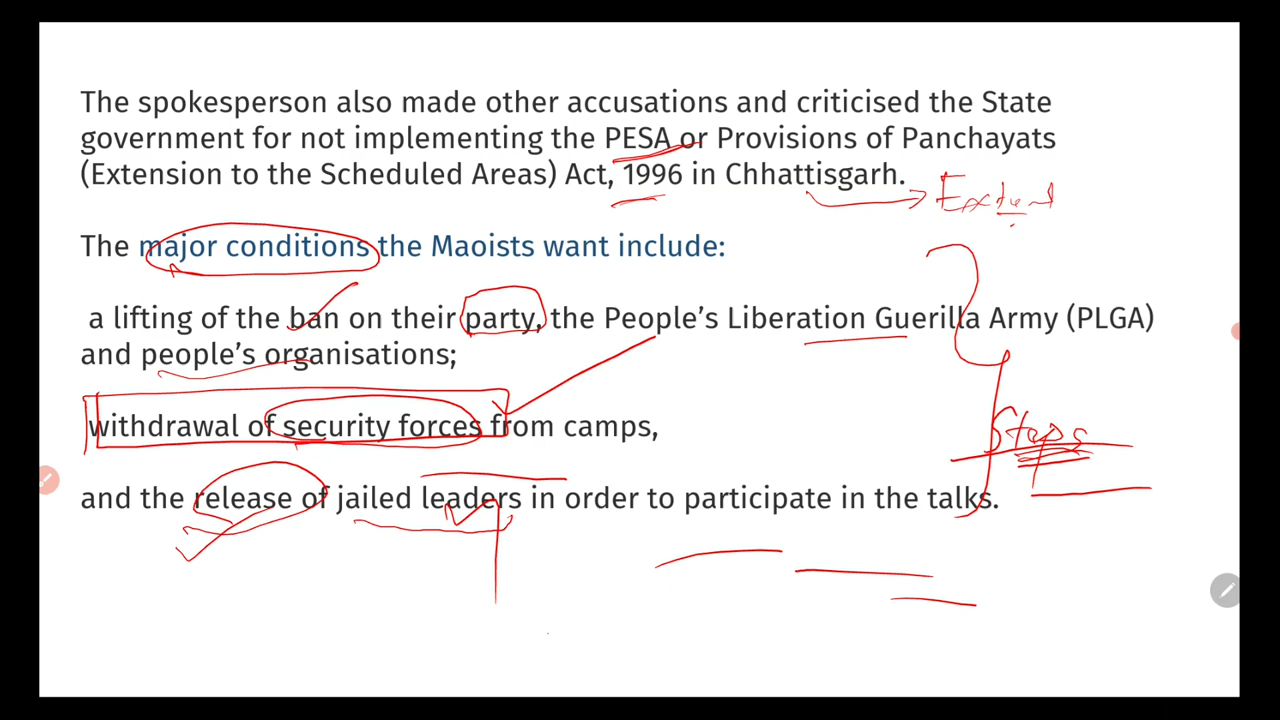 The spokesperson also made other accusations and criticised the State
government for not implementing the PESA or Provisions of Panchayats
(Extension to the Scheduled Areas) Act, 1996 in Chhattisgarh.
Extent
The major conditions the Maoists want include:
a lifting of the ban on their party, the People’s Liberation Guerilla Army (PLGA)
and people’s organisations;
withdrawal of security forces from camps,
Steps
and the release of jailed leaders in order to participate in the talks.